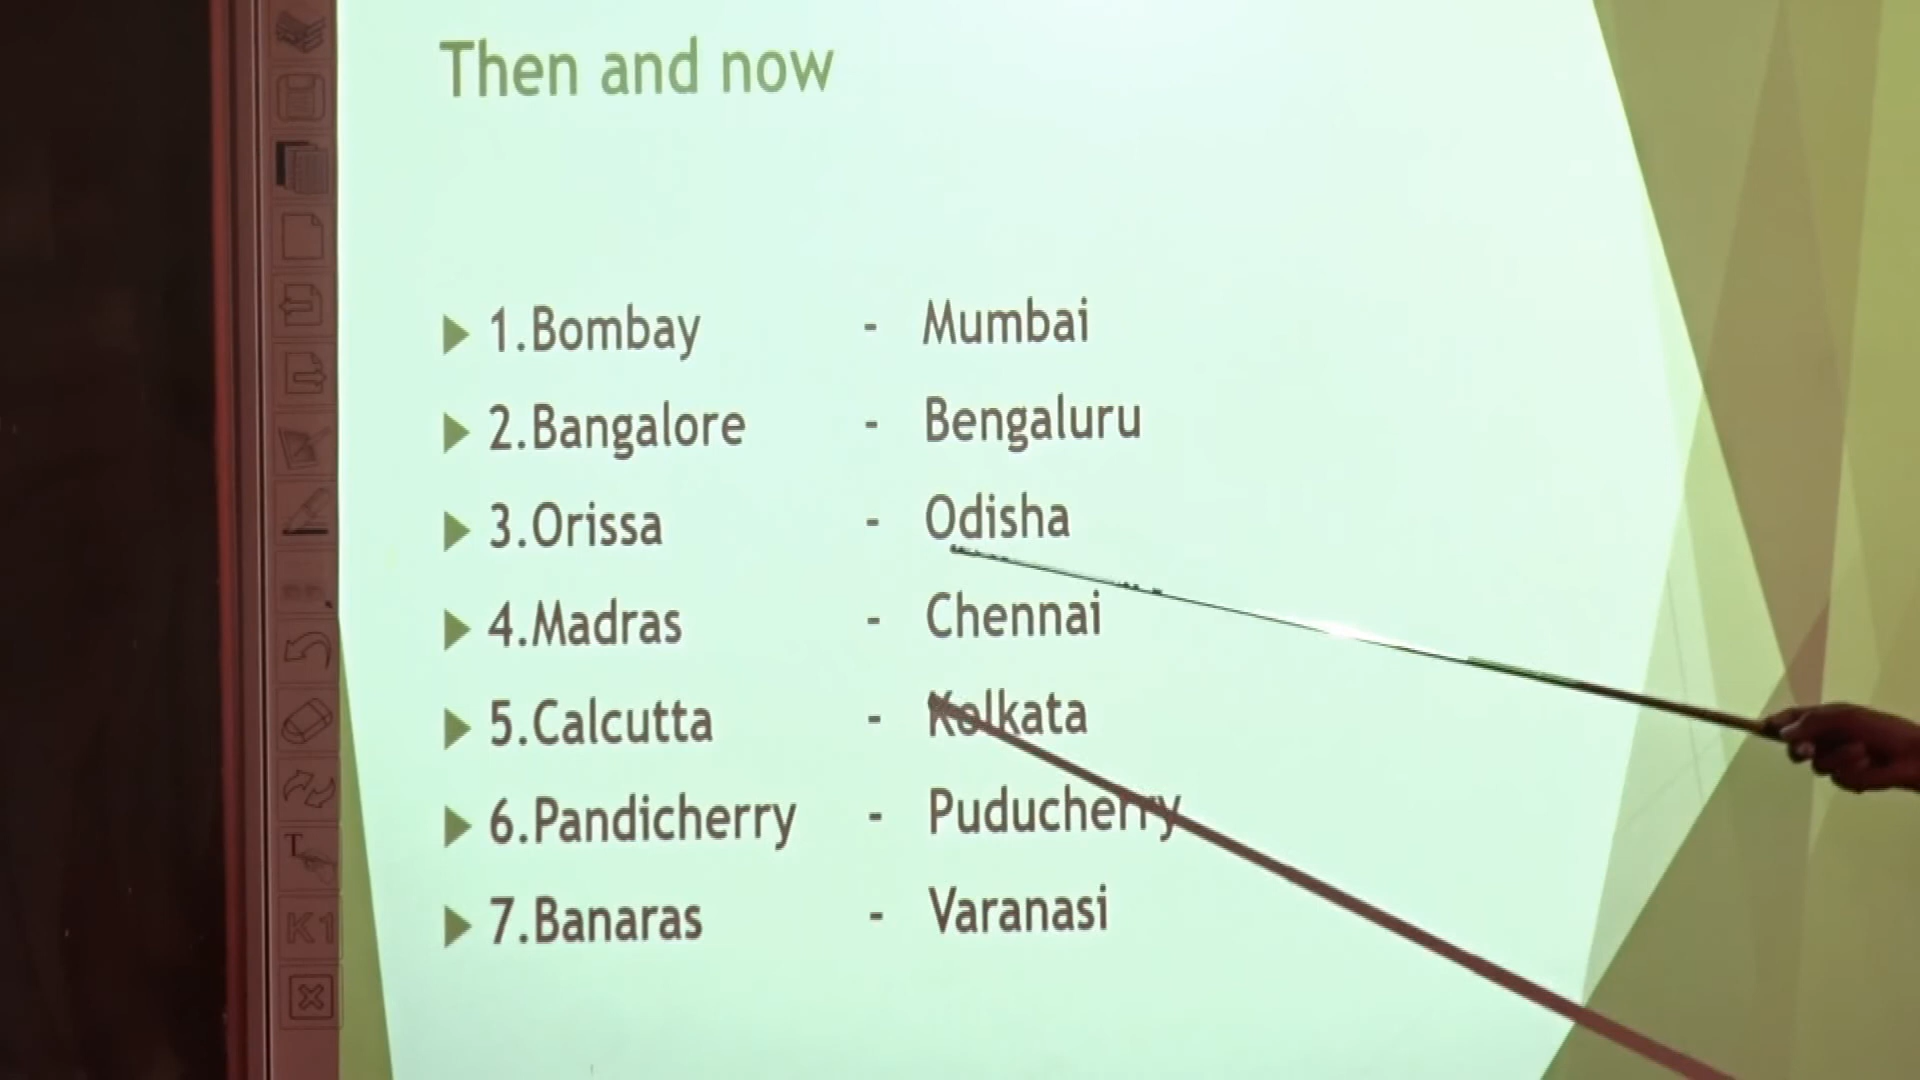 Then and now
1.Bombay - Mumbai
2.Bangalore - Bengaluru
3.Orissa - Odisha
4.Madras - Chennai
5.Calcutta - Kolkata
6.Pandicherry - Puducherry
7.Banaras - Varanasi
T
K1